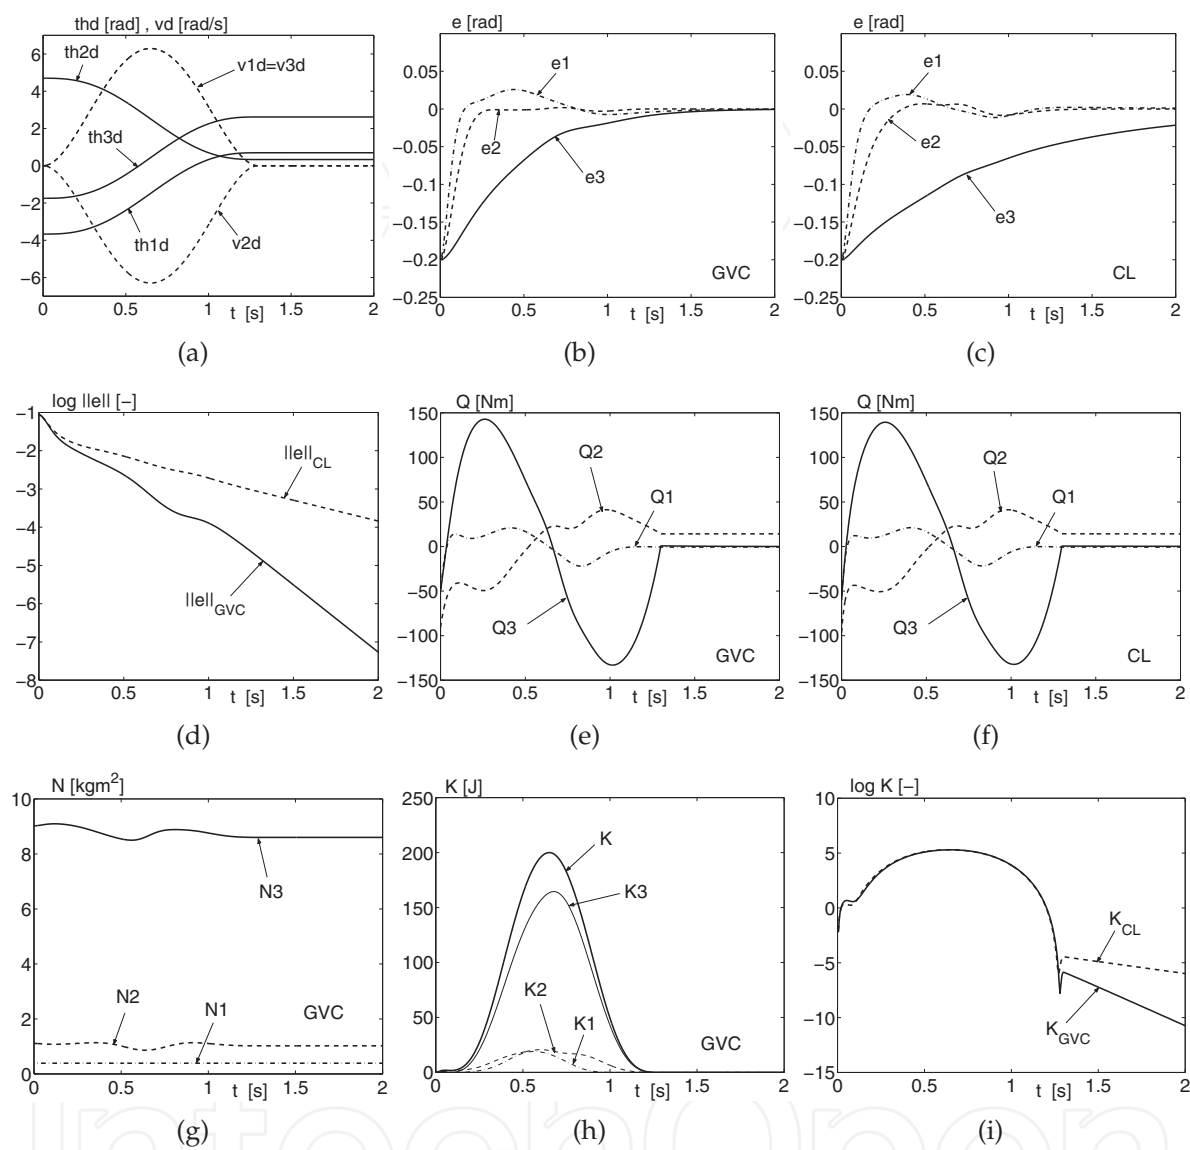 thd [rad] , vd [rad/s]
6
4
2
0
−2
−4
−6
th2d
v1d=v3d
th3d
th1d
v2d
0
0.5
1
1.5
2
t [s]
(a)
e [rad]
0.05
0
−0.05
−0.1
−0.15
−0.2
−0.25
e1
e2
e3
GVC
0
0.5
1
1.5
2
t [s]
(b)
e [rad]
0.05
0
−0.05
−0.1
−0.15
−0.2
−0.25
e1
e2
e3
CL
0
0.5
1
1.5
2
t [s]
(c)
log ||e|| [−]
−1
−2
−3
−4
−5
−6
−7
−8
||e||CL
||e||GVC
0
0.5
1
1.5
2
t [s]
(d)
Q [Nm]
150
100
50
0
−50
−100
−150
Q2
Q1
Q3
GVC
0
0.5
1
1.5
2
t [s]
(e)
Q [Nm]
150
100
50
0
−50
−100
−150
Q2
Q1
Q3
CL
0
0.5
1
1.5
2
t [s]
(f)
N [kgm²]
10
8
6
4
2
0
N3
N2
N1
GVC
0
0.5
1
1.5
2
t [s]
(g)
K [J]
250
200
150
100
50
0
K
K3
K2
K1
GVC
0
0.5
1
1.5
2
t [s]
(h)
log K [−]
10
5
0
−5
−10
−15
KCL
KGVC
0
0.5
1
1.5
2
t [s]
(i)
IntechOpen